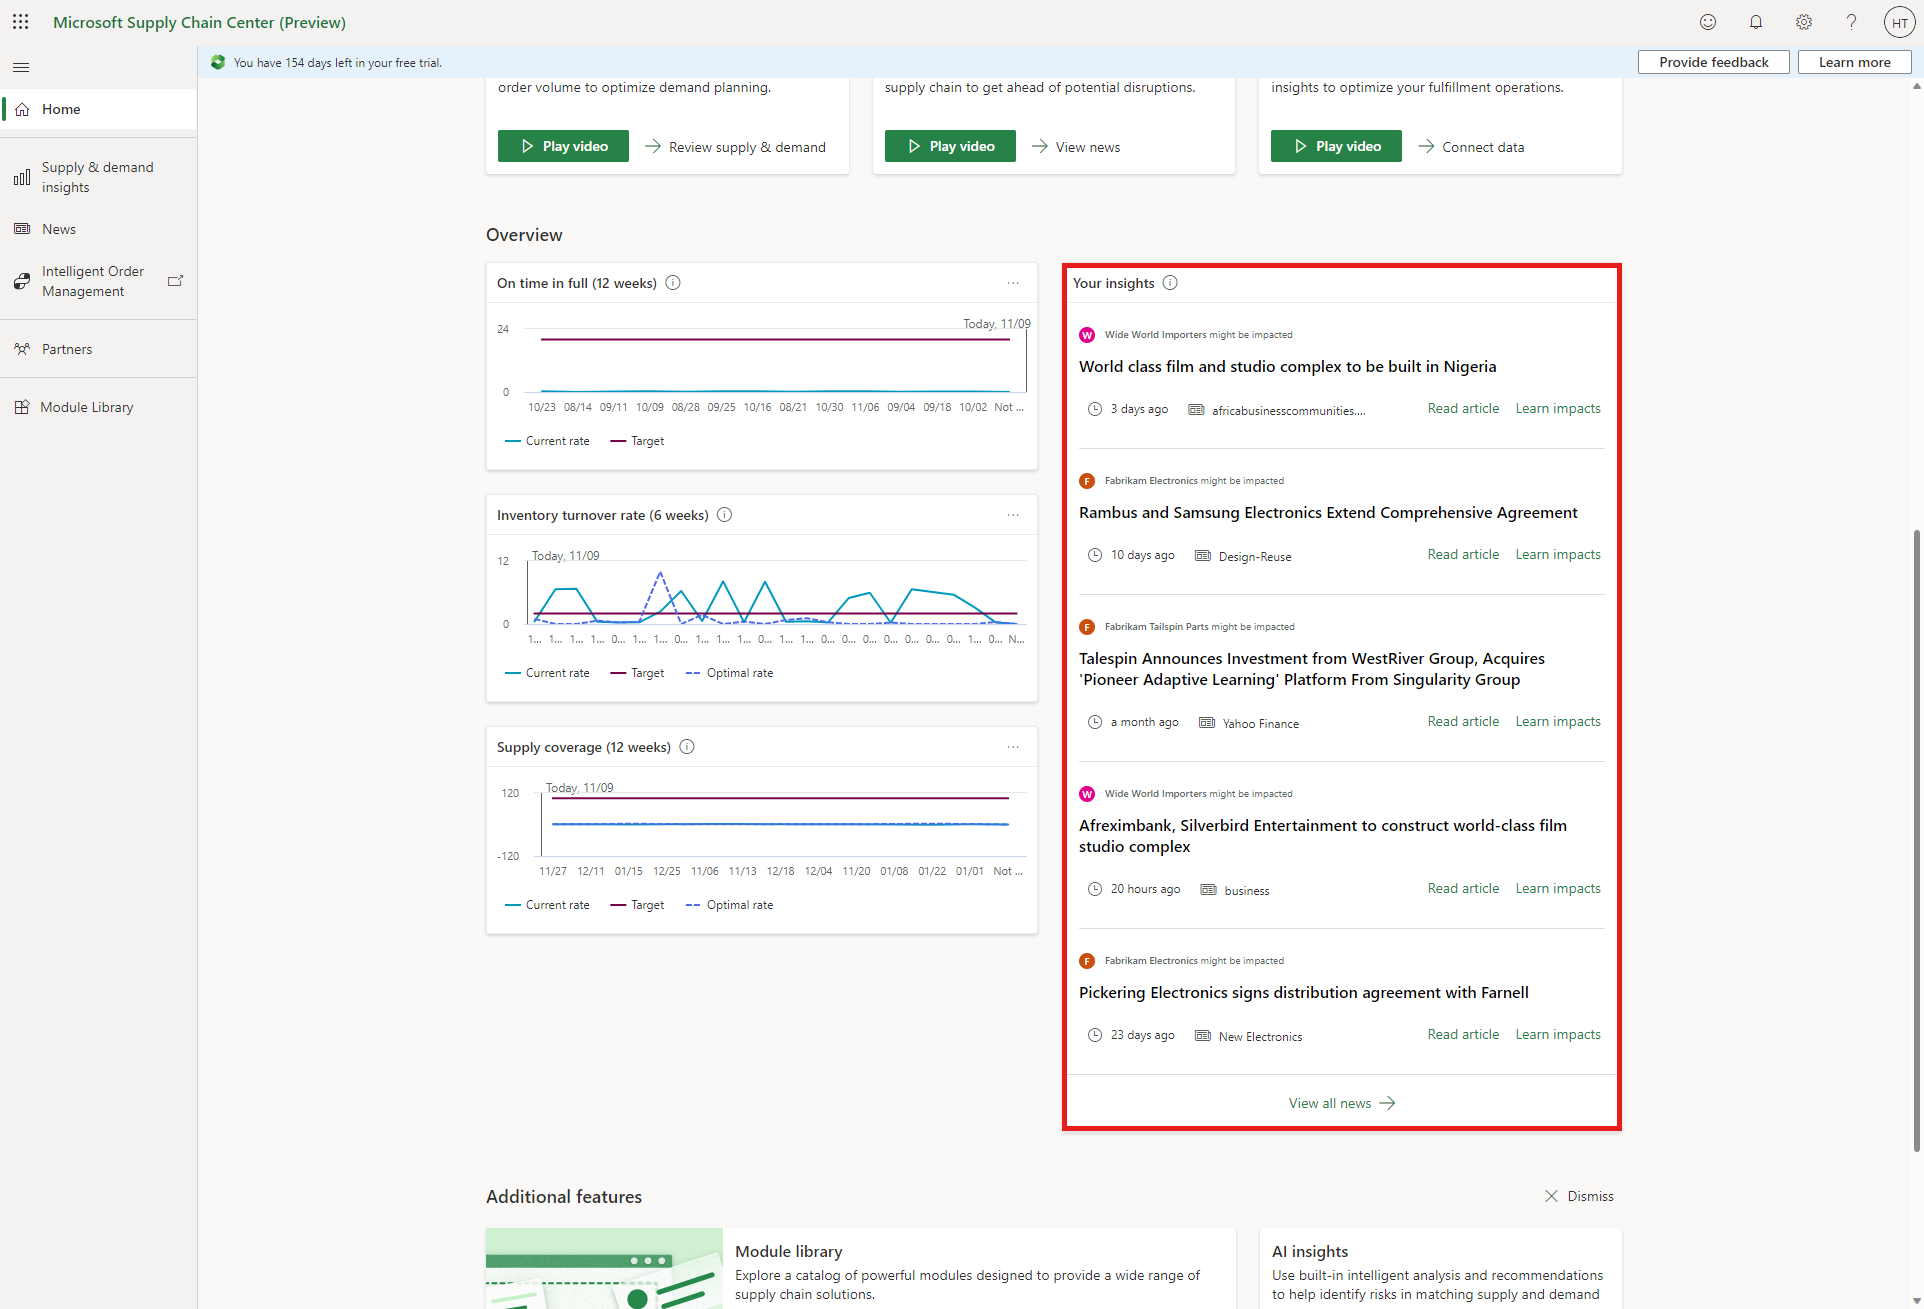 Microsoft Supply Chain Center (Preview)
HT
You have 154 days left in your free trial.
Provide feedback
Learn more
Home
Supply & demand
insights
News
Intelligent Order
Management
Partners
Module Library
order volume to optimize demand planning.
Play video
Review supply & demand
supply chain to get ahead of potential disruptions.
Play video
View news
insights to optimize your fulfillment operations.
Play video
Connect data
Overview
On time in full (12 weeks)
Today, 11/09
24
0
10/23 08/14 09/11 10/09 08/28 09/25 10/16 08/21 10/30 11/06 09/04 09/18 10/02 Not ...
Current rate Target
Inventory turnover rate (6 weeks)
Today, 11/09
12
0
1... 1... 1... 1... 0... 1... 1... 0... 1... 1... 1... 0... 1... 1... 0... 0... 0... 0... 0... 0... 0... 1... 0... N...
Current rate Target Optimal rate
Supply coverage (12 weeks)
Today, 11/09
120
-120
11/27 12/11 01/15 12/25 11/06 11/13 12/18 12/04 11/20 01/08 01/22 01/01 Not ...
Current rate Target Optimal rate
Your insights
W Wide World Importers might be impacted
World class film and studio complex to be built in Nigeria
3 days ago africabusinesscommunities.... Read article Learn impacts
F Fabrikam Electronics might be impacted
Rambus and Samsung Electronics Extend Comprehensive Agreement
10 days ago Design-Reuse Read article Learn impacts
F Fabrikam Tailspin Parts might be impacted
Talespin Announces Investment from WestRiver Group, Acquires
'Pioneer Adaptive Learning' Platform From Singularity Group
a month ago Yahoo Finance Read article Learn impacts
W Wide World Importers might be impacted
Afreximbank, Silverbird Entertainment to construct world-class film
studio complex
20 hours ago business Read article Learn impacts
F Fabrikam Electronics might be impacted
Pickering Electronics signs distribution agreement with Farnell
23 days ago New Electronics Read article Learn impacts
View all news
Additional features
Dismiss
Module library
Explore a catalog of powerful modules designed to provide a wide range of
supply chain solutions.
AI insights
Use built-in intelligent analysis and recommendations
to help identify risks in matching supply and demand